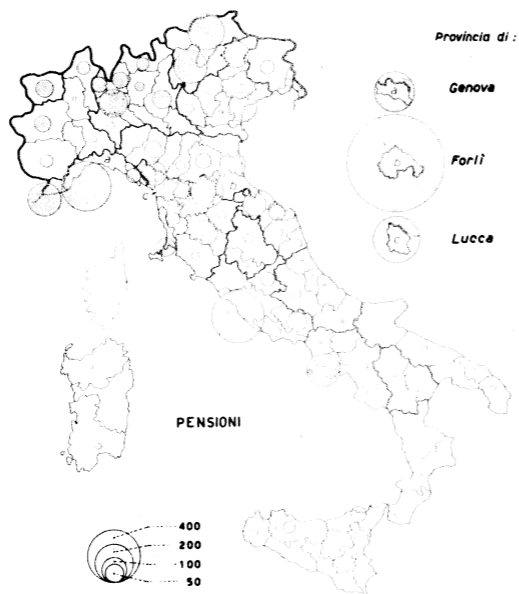 Provincia di :
Genova
Forlì
Lucca
PENSIONI
400
200
100
50